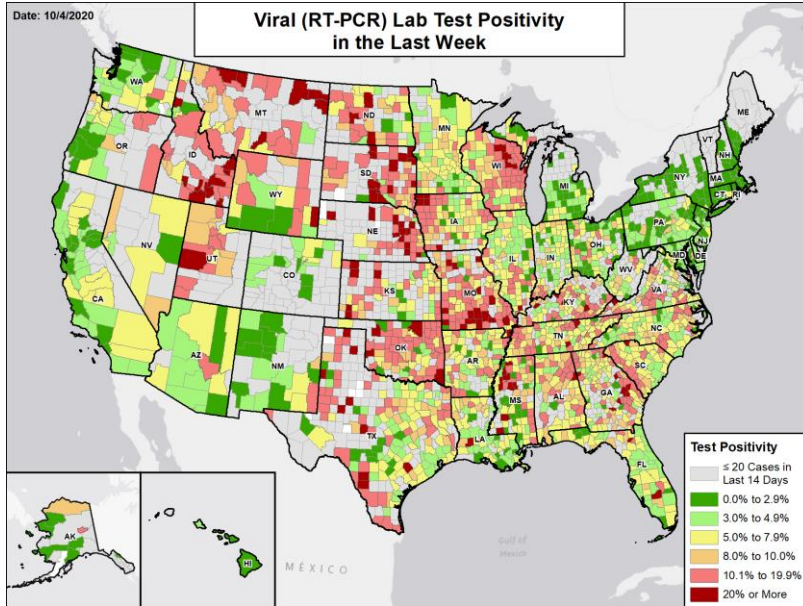 Date: 10/4/2020
Viral (RT-PCR) Lab Test Positivity
in the Last Week
WA
MT
ND
MN
ME
OR
ID
SD
WI
VT
NH
WY
MI
NY
MA
CT
RI
IA
NE
PA
NV
UT
IL
IN
OH
NJ
MD
DE
CO
WV
CA
KS
MO
KY
VA
AZ
NM
OK
TN
NC
AR
SC
MS
AL
GA
TX
LA
FL
AK
HI
MÉXICO
Gulf of
Mexico
Test Positivity
≤ 20 Cases in
Last 14 Days
0.0% to 2.9%
3.0% to 4.9%
5.0% to 7.9%
8.0% to 10.0%
10.1% to 19.9%
20% or More